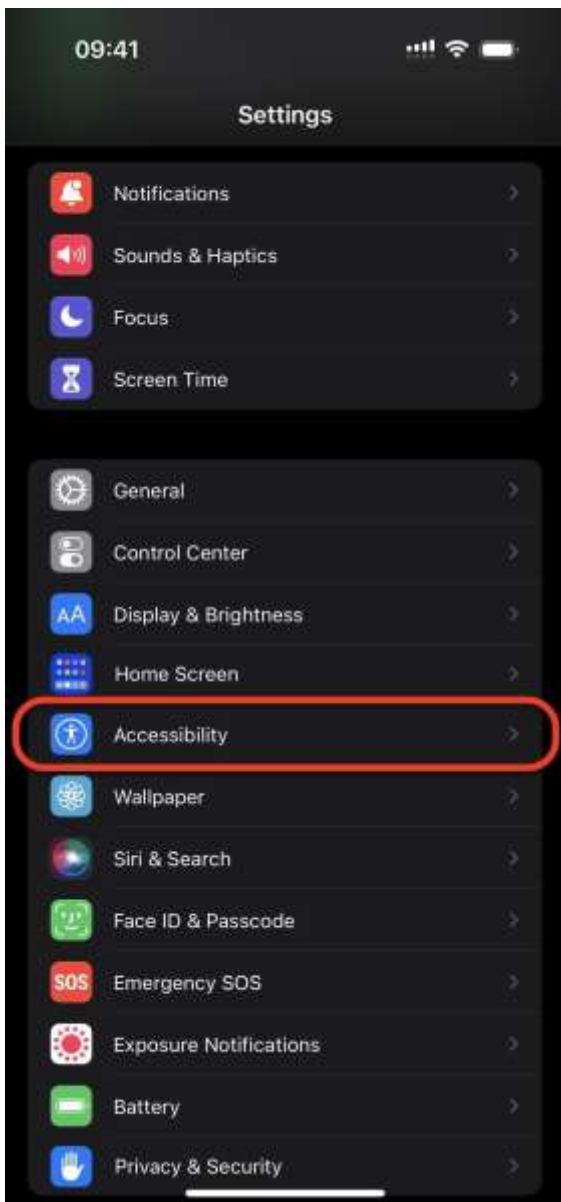 09:41
Settings
Notifications
Sounds & Haptics
Focus
Screen Time
General
Control Center
AA Display & Brightness
Home Screen
Accessibility
Wallpaper
Siri & Search
Face ID & Passcode
SOS Emergency SOS
Exposure Notifications
Battery
Privacy & Security